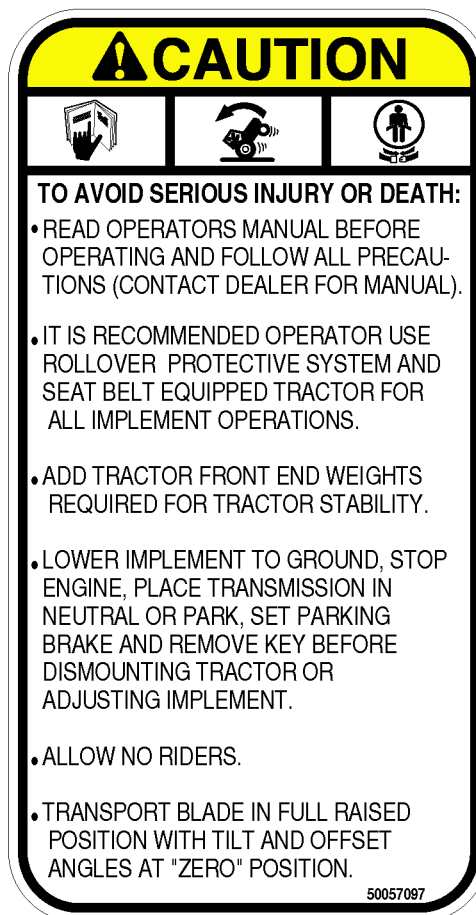 CAUTION
TO AVOID SERIOUS INJURY OR DEATH:
• READ OPERATORS MANUAL BEFORE
OPERATING AND FOLLOW ALL PRECAU-
TIONS (CONTACT DEALER FOR MANUAL).
• IT IS RECOMMENDED OPERATOR USE
ROLLOVER PROTECTIVE SYSTEM AND
SEAT BELT EQUIPPED TRACTOR FOR
ALL IMPLEMENT OPERATIONS.
• ADD TRACTOR FRONT END WEIGHTS
REQUIRED FOR TRACTOR STABILITY.
• LOWER IMPLEMENT TO GROUND, STOP
ENGINE, PLACE TRANSMISSION IN
NEUTRAL OR PARK, SET PARKING
BRAKE AND REMOVE KEY BEFORE
DISMOUNTING TRACTOR OR
ADJUSTING IMPLEMENT.
• ALLOW NO RIDERS.
• TRANSPORT BLADE IN FULL RAISED
POSITION WITH TILT AND OFFSET
ANGLES AT "ZERO" POSITION.
50057097